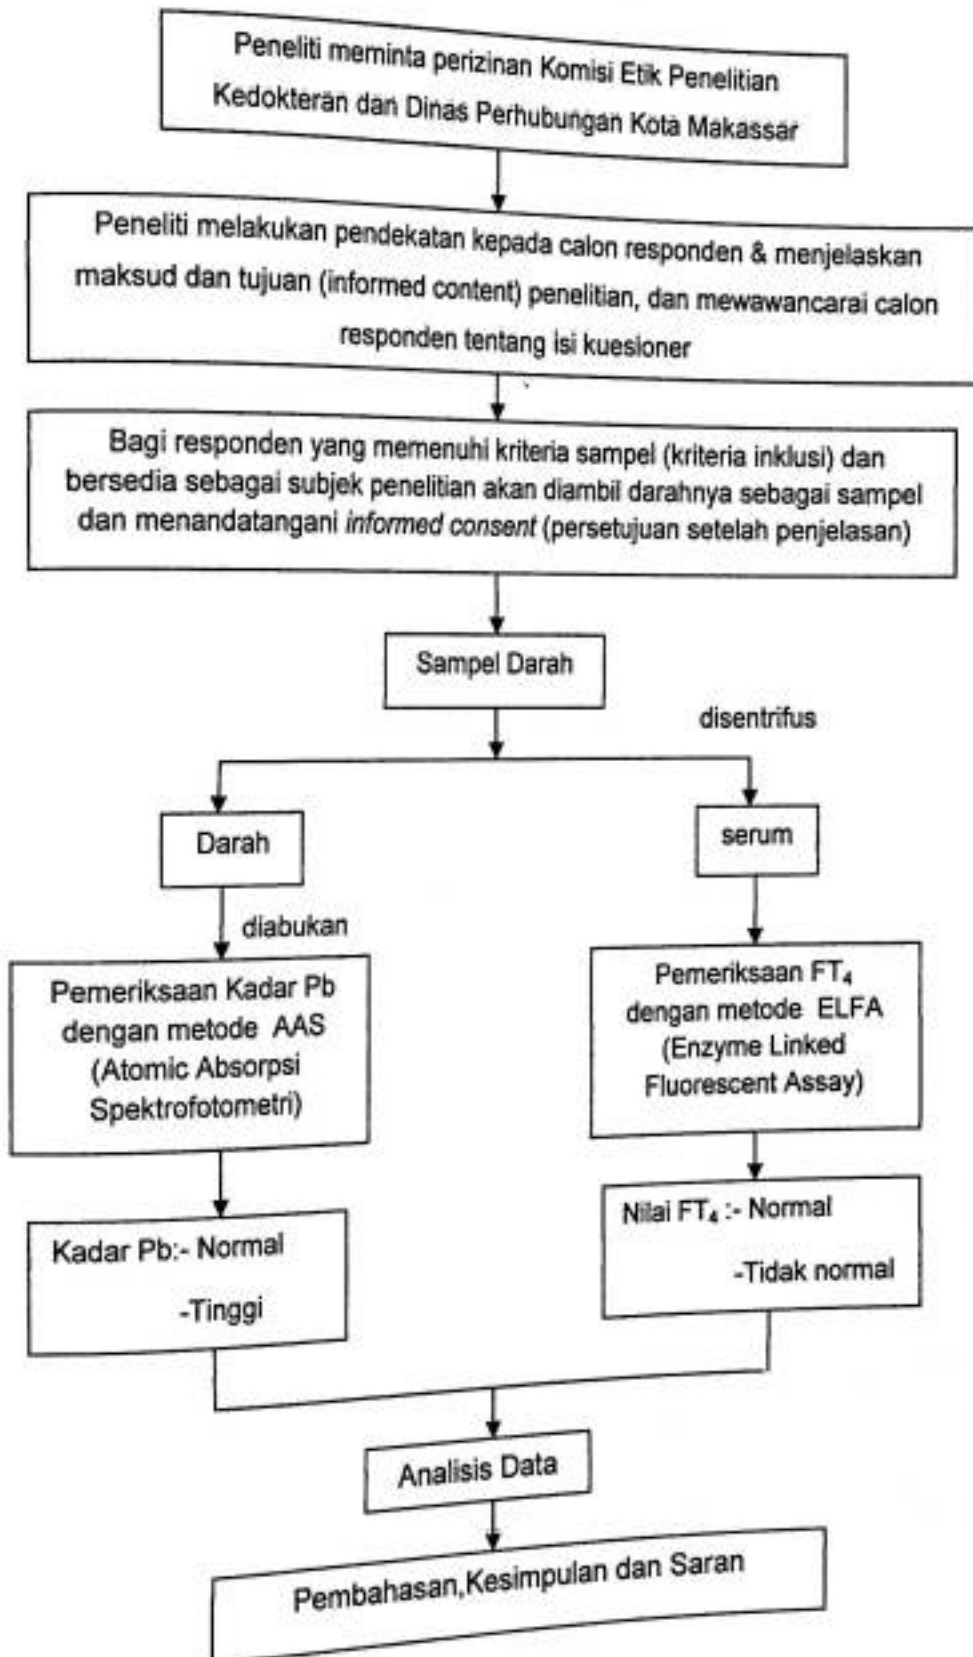 Peneliti meminta perizinan Komisi Etik Penelitian
Kedokteran dan Dinas Perhubungan Kota Makassar
Peneliti melakukan pendekatan kepada calon responden & menjelaskan
maksud dan tujuan (informed content) penelitian, dan mewawancarai calon
responden tentang isi kuesioner
Bagi responden yang memenuhi kriteria sampel (kriteria inklusi) dan
bersedia sebagai subjek penelitian akan diambil darahnya sebagai sampel
dan menandatangani informed consent (persetujuan setelah penjelasan)
Sampel Darah
disentrifus
Darah
serum
diabukan
Pemeriksaan Kadar Pb
dengan metode AAS
(Atomic Absorpsi
Spektrofotometri)
Pemeriksaan FT₄
dengan metode ELFA
(Enzyme Linked
Fluorescent Assay)
Kadar Pb:- Normal
-Tinggi
Nilai FT₄ :- Normal
-Tidak normal
Analisis Data
Pembahasan,Kesimpulan dan Saran